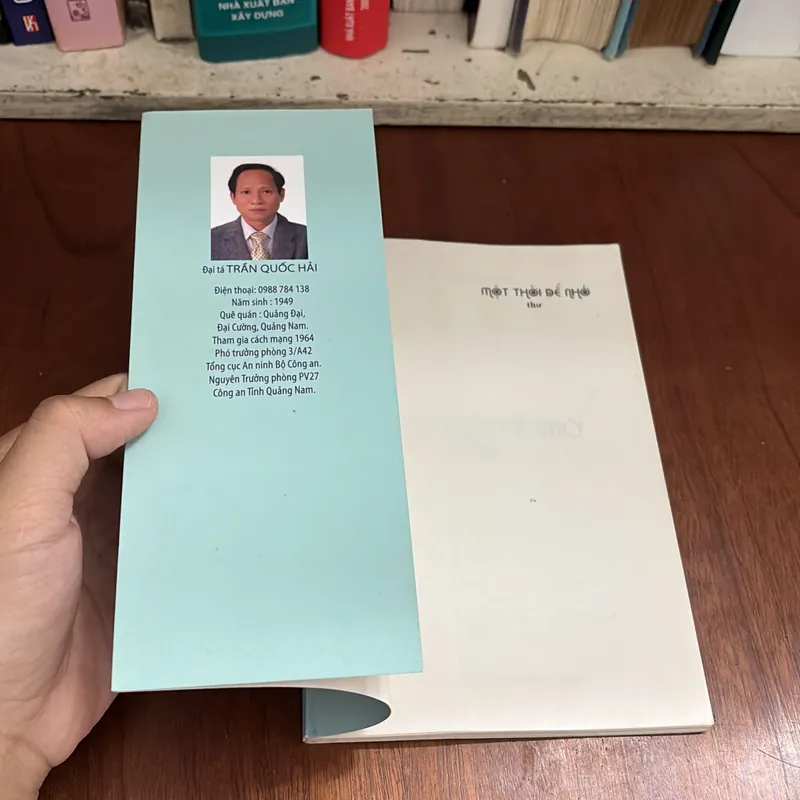 NHÀ XUẤT BẢN
XÂY DỰNG
NHÀ XUẤT BẢN
Đại tá TRẦN QUỐC HẢI
Điện thoại: 0988 784 138
Năm sinh : 1949
Quê quán : Quảng Đại,
Đại Cường, Quảng Nam.
Tham gia cách mạng 1964
Phó trưởng phòng 3/A42
Tổng cục An ninh Bộ Công an.
Nguyên Trưởng phòng PV27
Công an Tỉnh Quảng Nam.
MỘT THỜI ĐỂ NHỚ
thơ